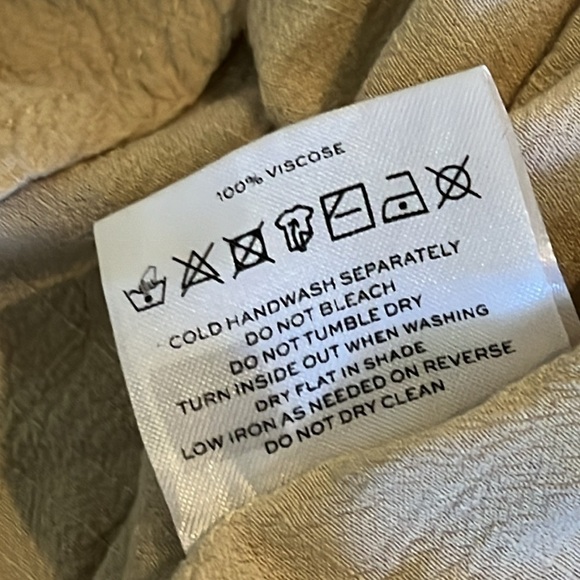 100% VISCOSE
COLD HANDWASH SEPARATELY
DO NOT BLEACH
DO NOT TUMBLE DRY
TURN INSIDE OUT WHEN WASHING
DRY FLAT IN SHADE
LOW IRON AS NEEDED ON REVERSE
DO NOT DRY CLEAN